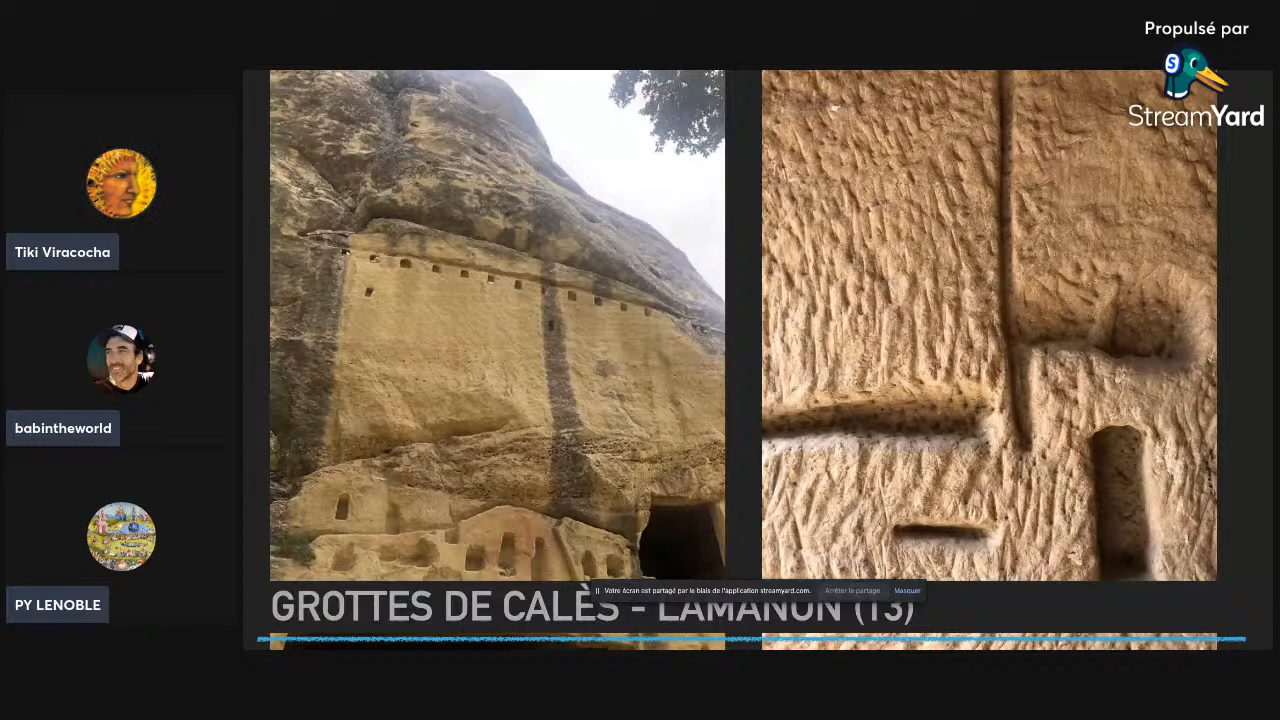 Propulsé par
StreamYard
Tiki Viracocha
babintheworld
PY LENOBLE
Votre écran est partagé par le biais de l'application streamyard.com. Arrêter le partage Masquer
GROTTES DE CALÈS - LAMANON (13)